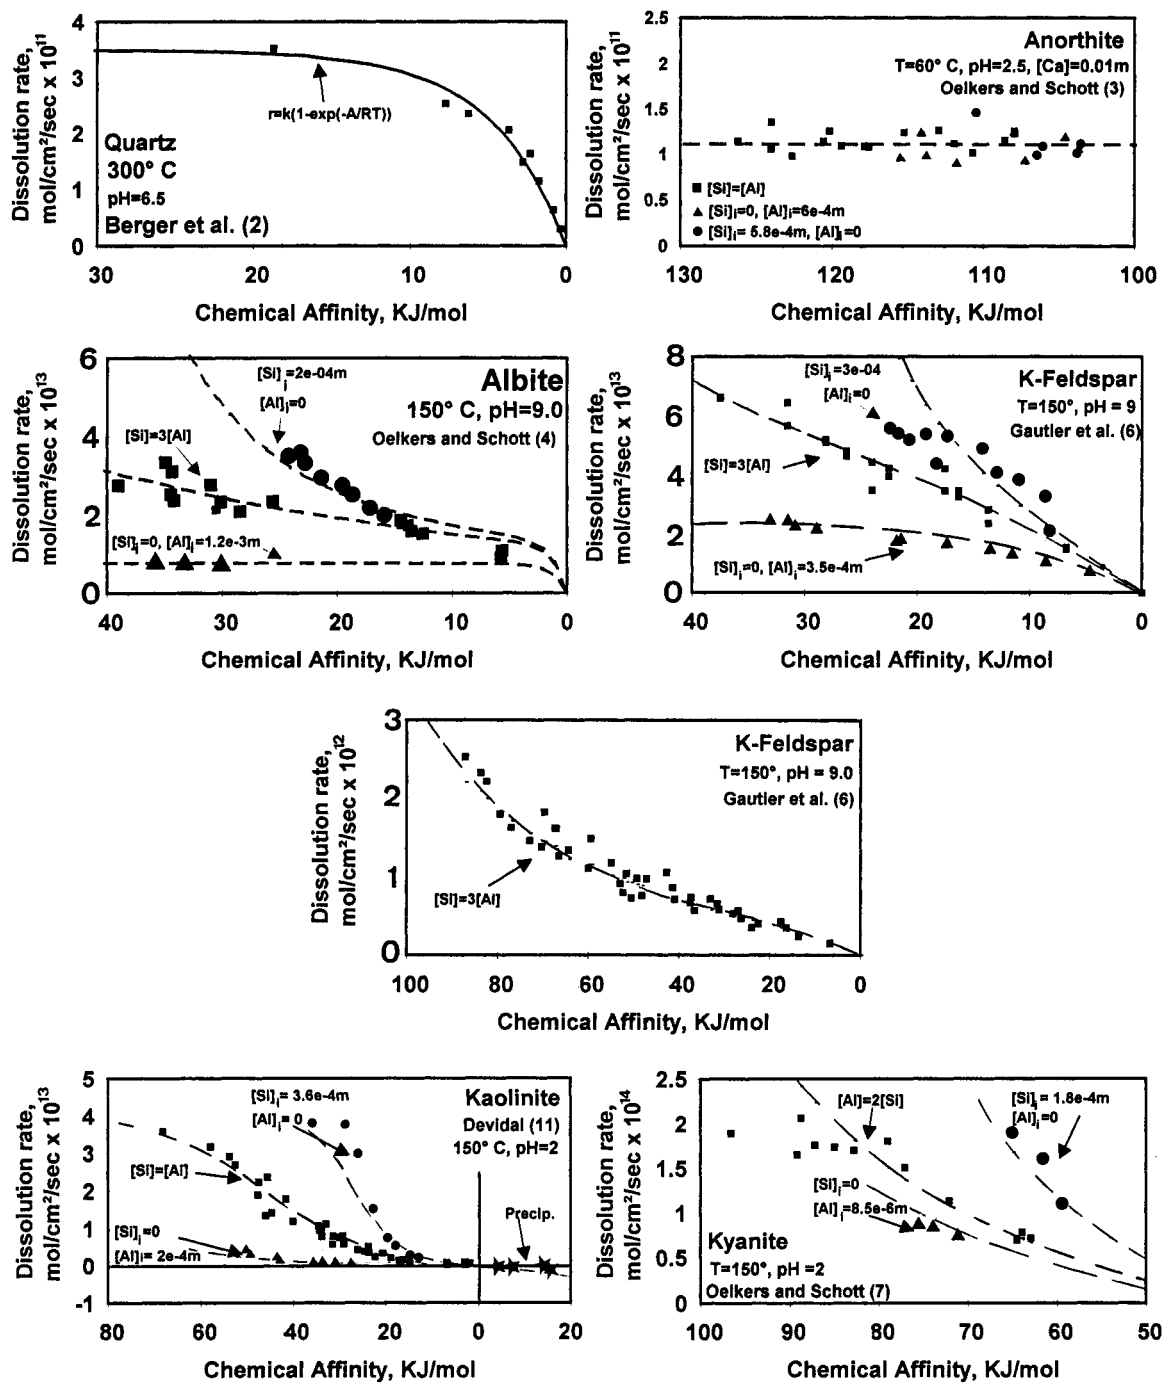 Dissolution rate,
mol/cm²/sec x 10¹¹
4
3
2
1
0
r=k(1-exp(-A/RT))
Quartz
300° C
pH=6.5
Berger et al. (2)
30 20 10 0
Chemical Affinity, KJ/mol
Dissolution rate,
mol/cm²/sec x 10¹¹
2.5
2
1.5
1
0.5
0
Anorthite
T=60° C, pH=2.5, [Ca]=0.01m
Oelkers and Schott (3)
[Si]=[Al]
[Si]i=0, [Al]i=6e-4m
[Si]i= 5.8e-4m, [Al]i=0
130 120 110 100
Chemical Affinity, KJ/mol
Dissolution rate,
mol/cm²/sec x 10¹³
6
4
2
0
[Si]i=2e-04m
[Al]i=0
Albite
150° C, pH=9.0
Oelkers and Schott (4)
[Si]=3[Al]
[Si]i=0, [Al]i=1.2e-3m
40 30 20 10 0
Chemical Affinity, KJ/mol
Dissolution rate,
mol/cm²/sec x 10¹³
8
6
4
2
0
[Si]i=3e-04
[Al]i=0
K-Feldspar
T=150°, pH = 9
Gautier et al. (6)
[Si]=3[Al]
[Si]i=0, [Al]i=3.5e-4m
40 30 20 10 0
Chemical Affinity, KJ/mol
Dissolution rate,
mol/cm²/sec x 10¹²
3
2
1
0
K-Feldspar
T=150°, pH = 9.0
Gautier et al. (6)
[Si]=3[Al]
100 80 60 40 20 0
Chemical Affinity, KJ/mol
Dissolution rate,
mol/cm²/sec x 10¹³
5
4
3
2
1
0
-1
[Si]i= 3.6e-4m
[Al]i= 0
Kaolinite
Devidal (11)
150° C, pH=2
[Si]=[Al]
[Si]i=0
[Al]i= 2e-4m
Precip.
80 60 40 20 0 20
Chemical Affinity, KJ/mol
Dissolution rate,
mol/cm²/sec x 10¹⁴
2.5
2
1.5
1
0.5
0
[Al]=2[Si]
[Si]i= 1.8e-4m
[Al]i=0
[Si]i=0
[Al]i=8.5e-6m
Kyanite
T=150°, pH =2
Oelkers and Schott (7)
100 90 80 70 60 50
Chemical Affinity, KJ/mol